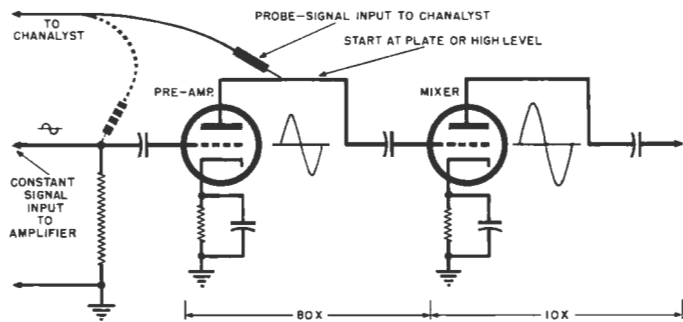 TO
CHANALYST
PROBE-SIGNAL INPUT TO CHANALYST
START AT PLATE OR HIGH LEVEL
PRE-AMP.
MIXER
CONSTANT
SIGNAL
INPUT
TO
AMPLIFIER
80X
10X